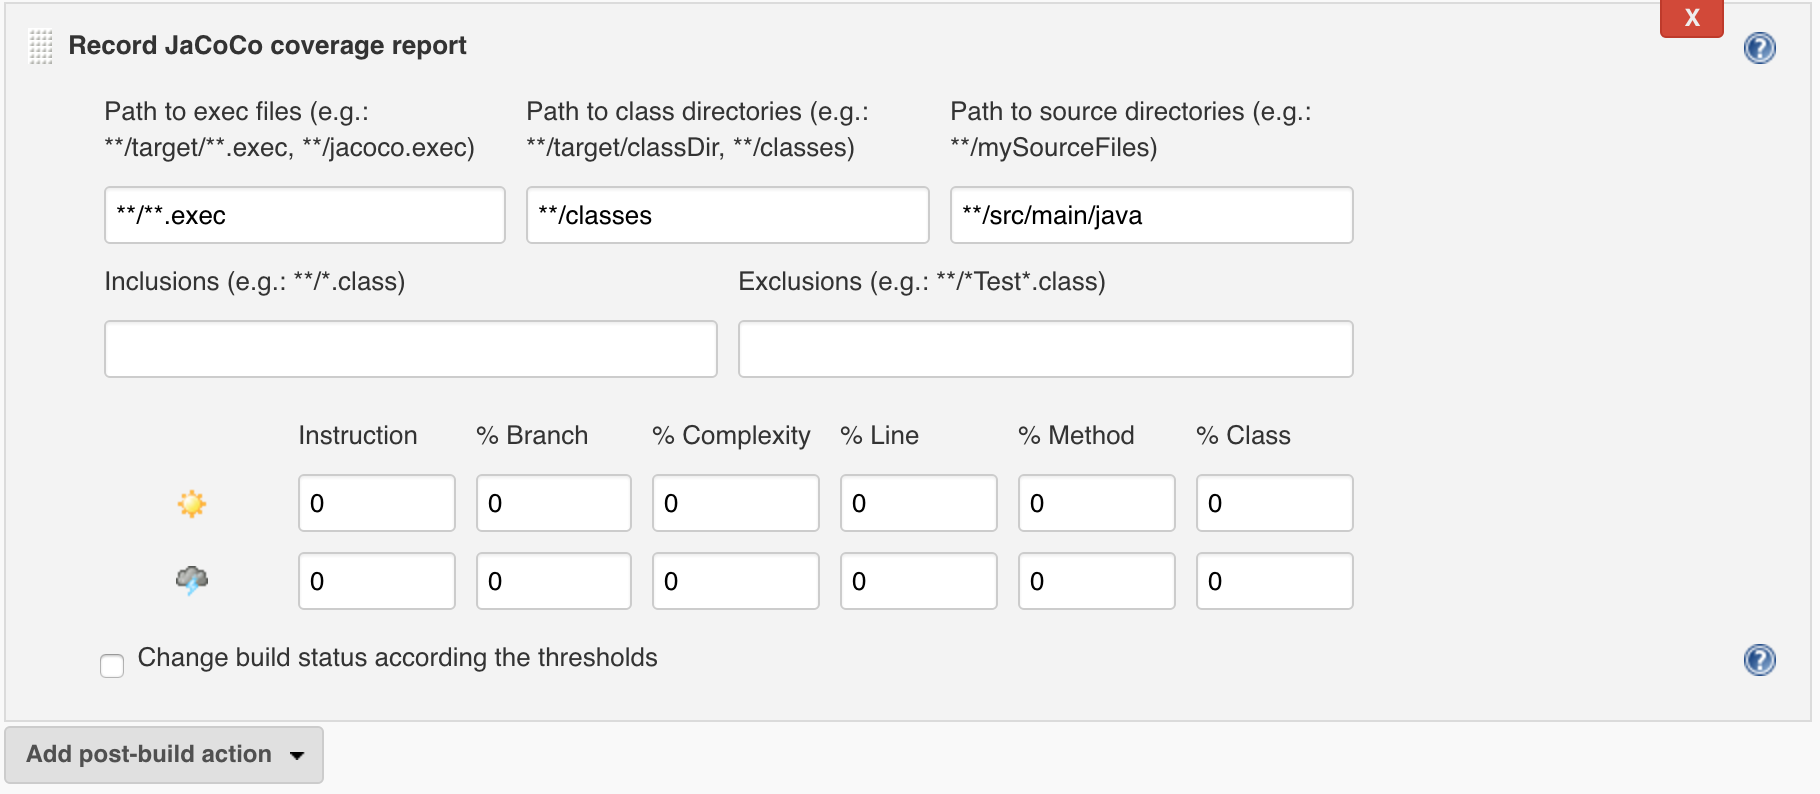 X
Record JaCoCo coverage report
Path to exec files (e.g.:
**/target/**.exec, **/jacoco.exec)
Path to class directories (e.g.:
**/target/classDir, **/classes)
Path to source directories (e.g.:
**/mySourceFiles)
**/**.exec
**/classes
**/src/main/java
Inclusions (e.g.: **/*.class)
Exclusions (e.g.: **/*Test*.class)
Instruction % Branch % Complexity % Line % Method % Class
0 0 0 0 0 0
0 0 0 0 0 0
Change build status according the thresholds
Add post-build action